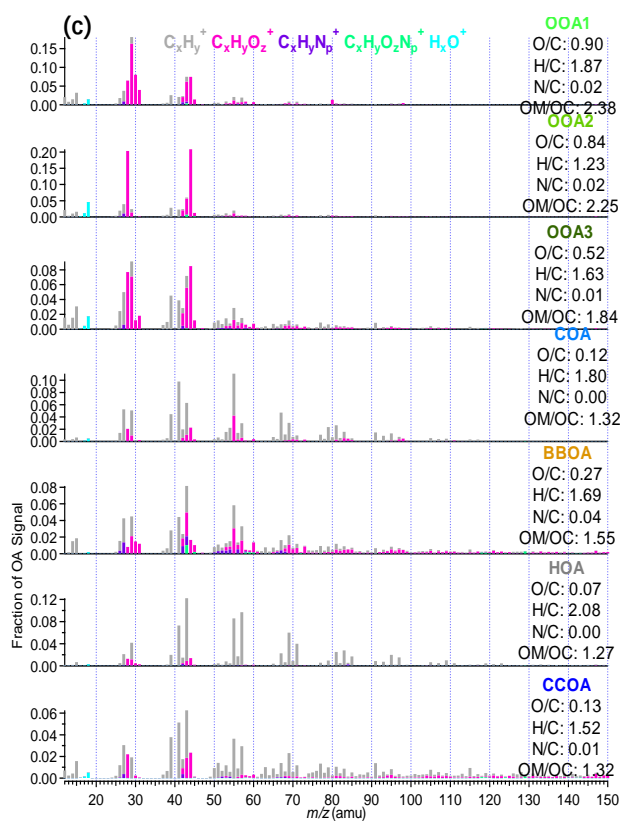 (c)
CxHy+ CxHyOz+ CxHyNp+ CxHyOzNp+ HxO+
OOA1
O/C: 0.90
H/C: 1.87
N/C: 0.02
OM/OC: 2.38
0.15
0.10
0.05
0.00
OOA2
O/C: 0.84
H/C: 1.23
N/C: 0.02
OM/OC: 2.25
0.20
0.15
0.10
0.05
0.00
OOA3
O/C: 0.52
H/C: 1.63
N/C: 0.01
OM/OC: 1.84
0.08
0.06
0.04
0.02
0.00
COA
O/C: 0.12
H/C: 1.80
N/C: 0.00
OM/OC: 1.32
0.10
0.08
0.06
0.04
0.02
0.00
BBOA
O/C: 0.27
H/C: 1.69
N/C: 0.04
OM/OC: 1.55
0.08
0.06
0.04
0.02
0.00
HOA
O/C: 0.07
H/C: 2.08
N/C: 0.00
OM/OC: 1.27
0.12
0.08
0.04
0.00
CCOA
O/C: 0.13
H/C: 1.52
N/C: 0.01
OM/OC: 1.32
0.06
0.04
0.02
0.00
Fraction of OA Signal
20 30 40 50 60 70 80 90 100 110 120 130 140 150
m/z (amu)